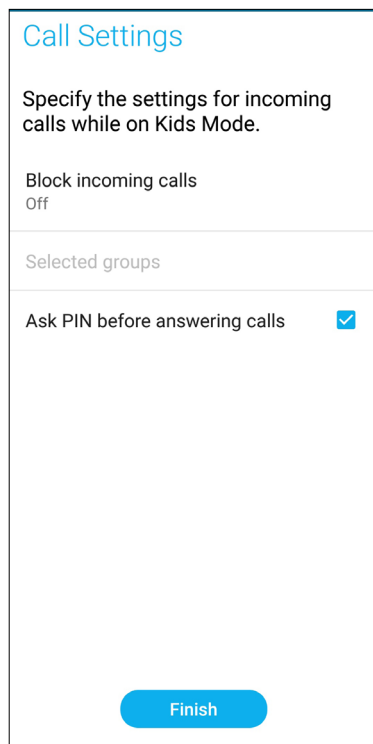 Call Settings
Specify the settings for incoming
calls while on Kids Mode.
Block incoming calls
Off
Selected groups
Ask PIN before answering calls
Finish